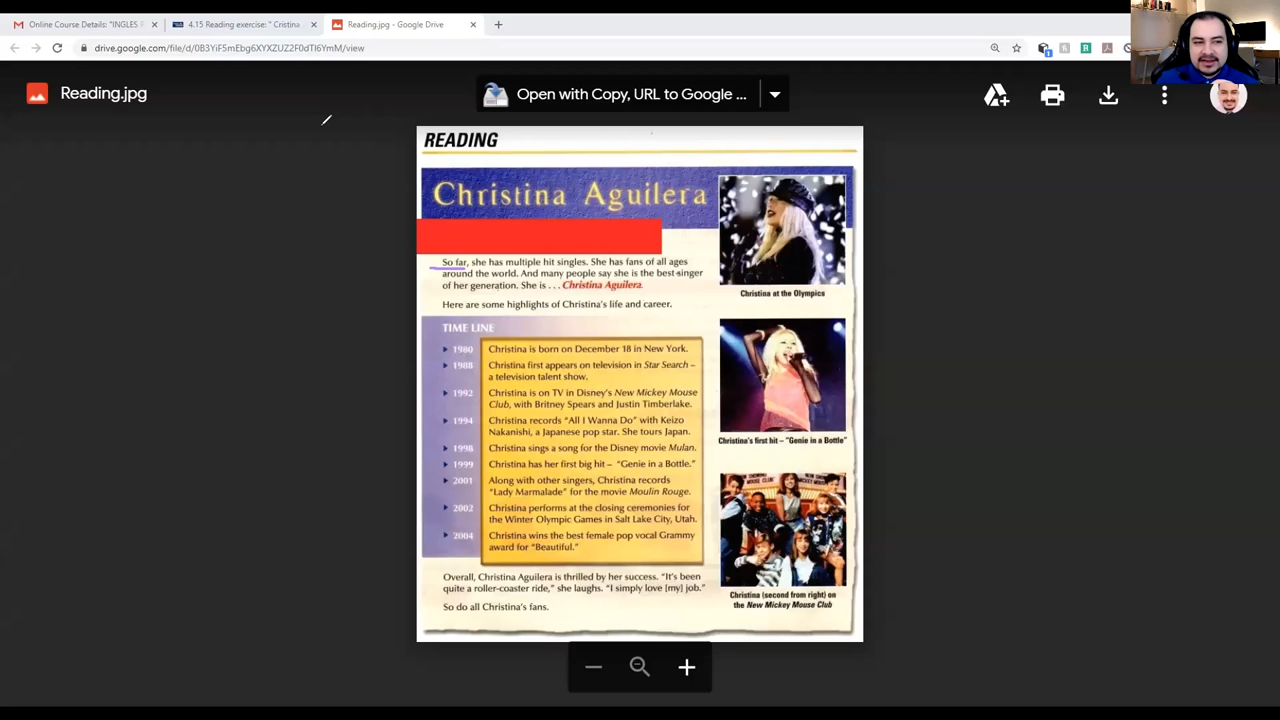 Online Course Details: "INGLES
4.15 Reading exercise: " Cristina
Reading.jpg - Google Drive
drive.google.com/file/d/0B3YiF5mEbg6XYXZUZ2F0dTl6YmM/view
Reading.jpg
Open with Copy, URL to Google ...
READING
Christina Aguilera
So far, she has multiple hit singles. She has fans of all ages
around the world. And many people say she is the best singer
of her generation. She is . . . Christina Aguilera.
Here are some highlights of Christina's life and career.
TIME LINE
1980 Christina is born on December 18 in New York.
1988 Christina first appears on television in Star Search –
a television talent show.
1992 Christina is on TV in Disney's New Mickey Mouse
Club, with Britney Spears and Justin Timberlake.
1994 Christina records "All I Wanna Do" with Keizo
Nakanishi, a Japanese pop star. She tours Japan.
1998 Christina sings a song for the Disney movie Mulan.
1999 Christina has her first big hit – "Genie in a Bottle."
2001 Along with other singers, Christina records
"Lady Marmalade" for the movie Moulin Rouge.
2002 Christina performs at the closing ceremonies for
the Winter Olympic Games in Salt Lake City, Utah.
2004 Christina wins the best female pop vocal Grammy
award for "Beautiful."
Overall, Christina Aguilera is thrilled by her success. "It's been
quite a roller-coaster ride," she laughs. "I simply love [my] job."
So do all Christina's fans.
Christina at the Olympics
Christina's first hit – "Genie in a Bottle"
Christina (second from right) on
the New Mickey Mouse Club